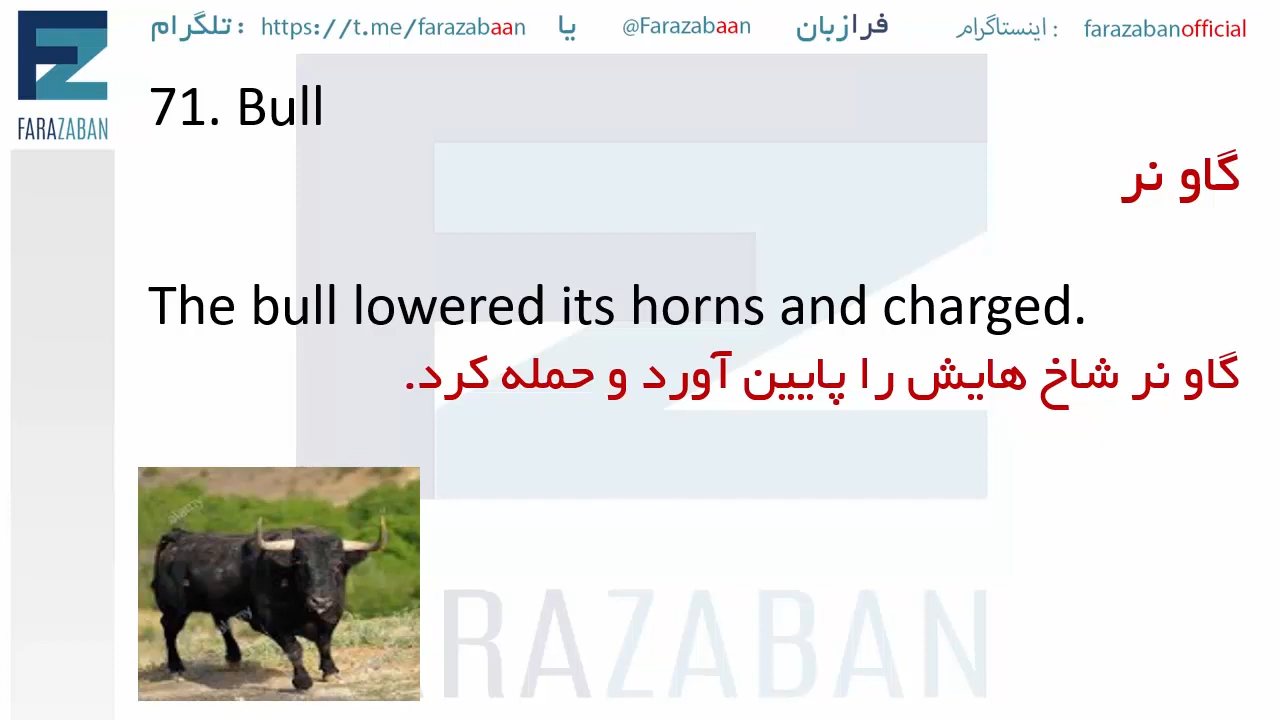 تلگرام : https://t.me/farazabaan یا @Farazabaan فرازبان اینستاگرام : farazabanofficial
FARAZABAN
71. Bull
گاو نر
The bull lowered its horns and charged.
گاو نر شاخ هایش را پایین آورد و حمله کرد.
alamy
FARAZABAN